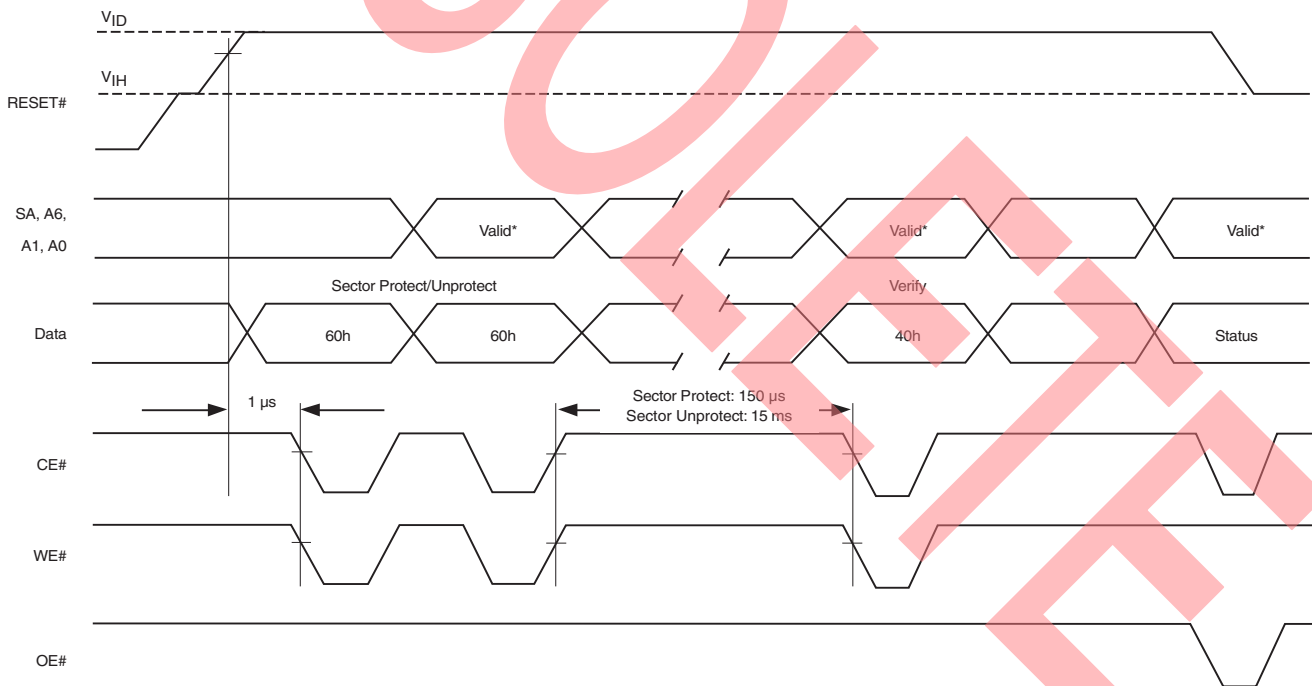 VID
VIH
RESET#
SA, A6,
A1, A0
Valid*
Valid*
Valid*
Sector Protect/Unprotect
Verify
Data
60h
60h
40h
Status
1 µs
Sector Protect: 150 µs
Sector Unprotect: 15 ms
CE#
WE#
OE#